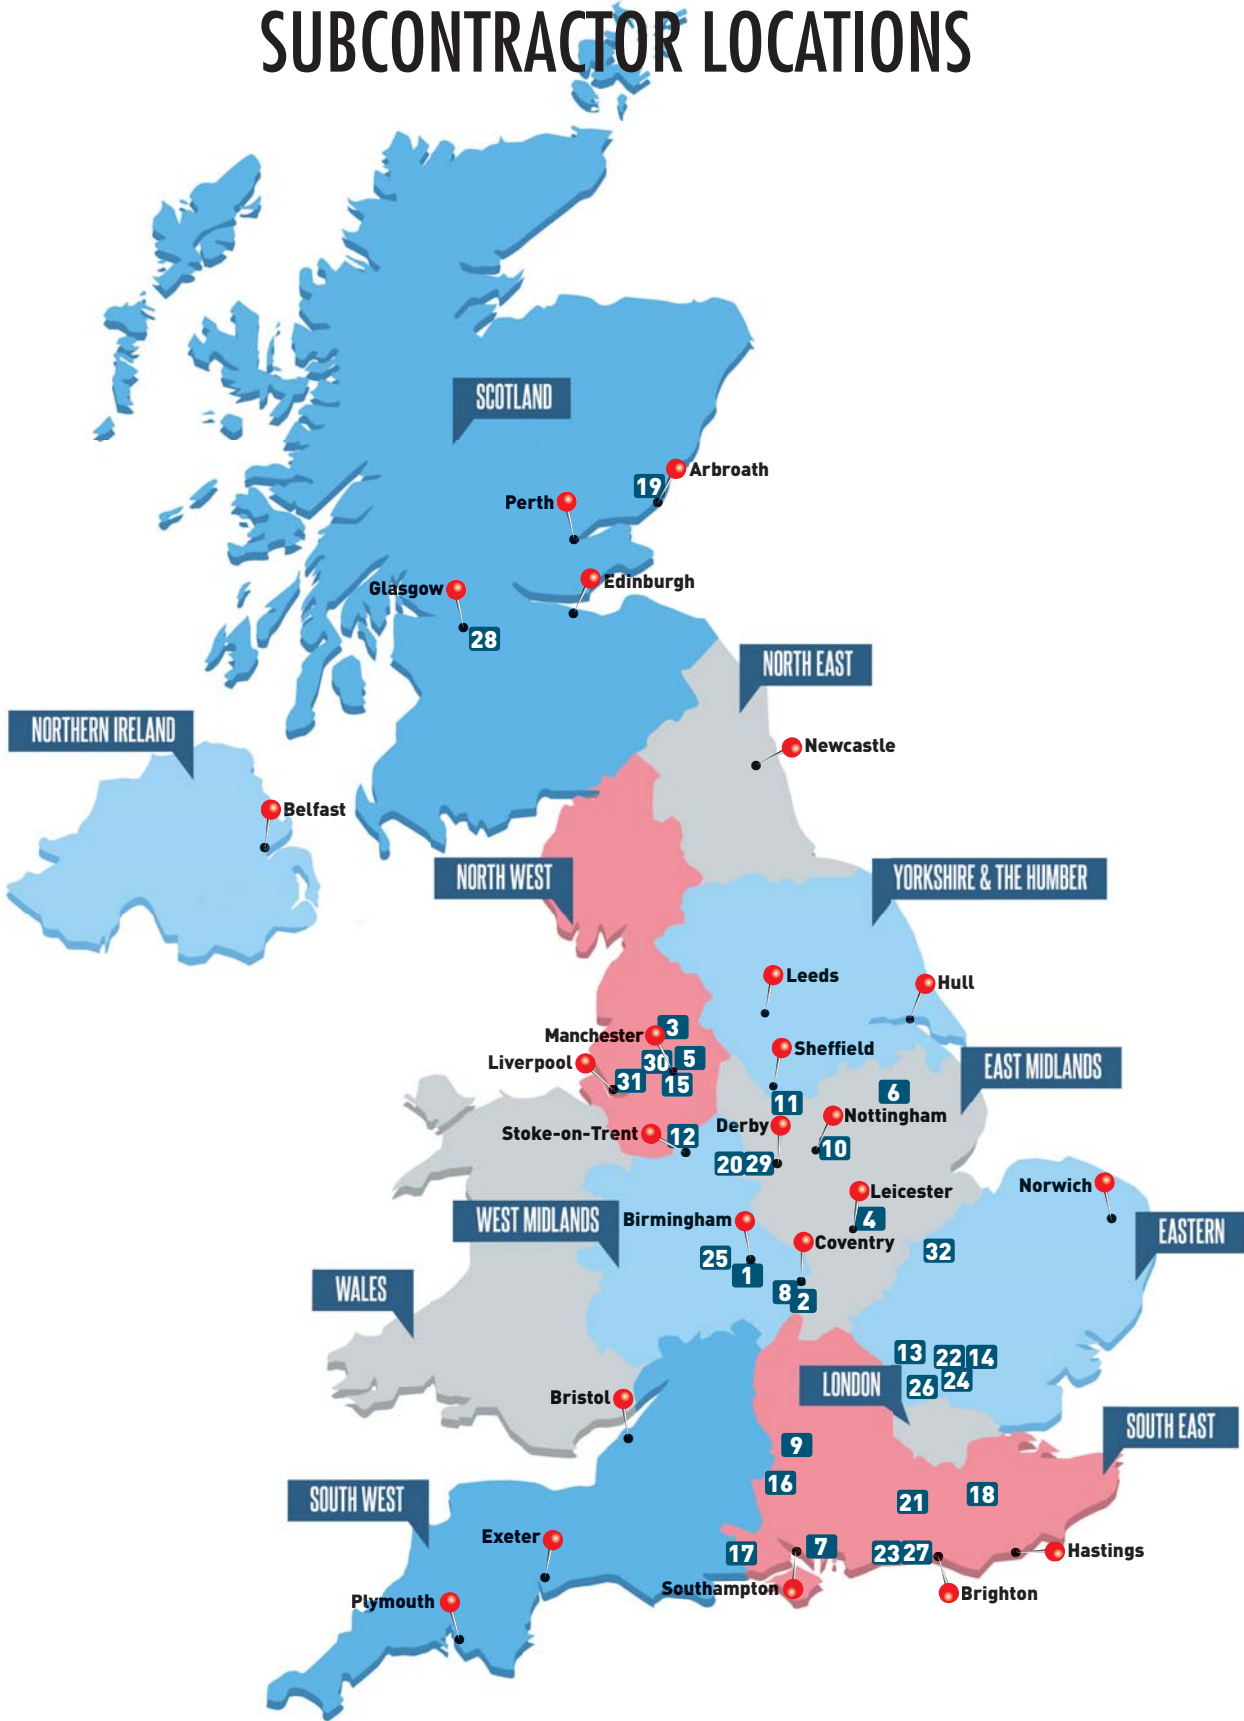 SUBCONTRACTOR LOCATIONS
SCOTLAND
Arbroath
19
Perth
Edinburgh
Glasgow
28
NORTH EAST
NORTHERN IRELAND
Newcastle
Belfast
NORTH WEST
YORKSHIRE & THE HUMBER
Leeds
Hull
Manchester
3
Sheffield
Liverpool
30
5
EAST MIDLANDS
31
15
6
11
Nottingham
Derby
Stoke-on-Trent
12
10
20
29
Norwich
Leicester
WEST MIDLANDS
Birmingham
4
EASTERN
Coventry
32
25
1
WALES
8
2
13
22
14
LONDON
26
24
Bristol
SOUTH EAST
9
16
SOUTH WEST
21
18
Exeter
17
7
23
27
Hastings
Southampton
Brighton
Plymouth